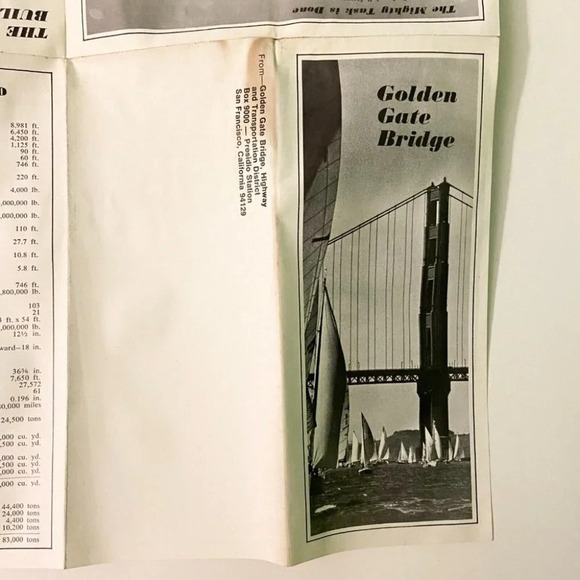 The Mighty Task is Done
THE
BUIL
8,981 ft.
6,450 ft.
4,200 ft.
1,125 ft.
90 ft.
60 ft.
746 ft.
220 ft.
4,000 lb.
,000,000 lb.
,000,000 lb.
110 ft.
27.7 ft.
10.8 ft.
5.8 ft.
746 ft.
,800,000 lb.
103
21
ft. x 54 ft.
,000,000 lb.
12½ in.
ward—18 in.
36⅜ in.
7,650 ft.
27,572
61
0.196 in.
0,000 miles
24,500 tons
,000 cu. yd.
,500 cu. yd.
,000 cu. yd.
,500 cu. yd.
,000 cu. yd.
,000 cu. yd.
44,400 tons
24,000 tons
4,400 tons
10,200 tons
83,000 tons
From—Golden Gate Bridge, Highway
and Transportation District
Box 9000 — Presidio Station
San Francisco, California 94129
Golden
Gate
Bridge